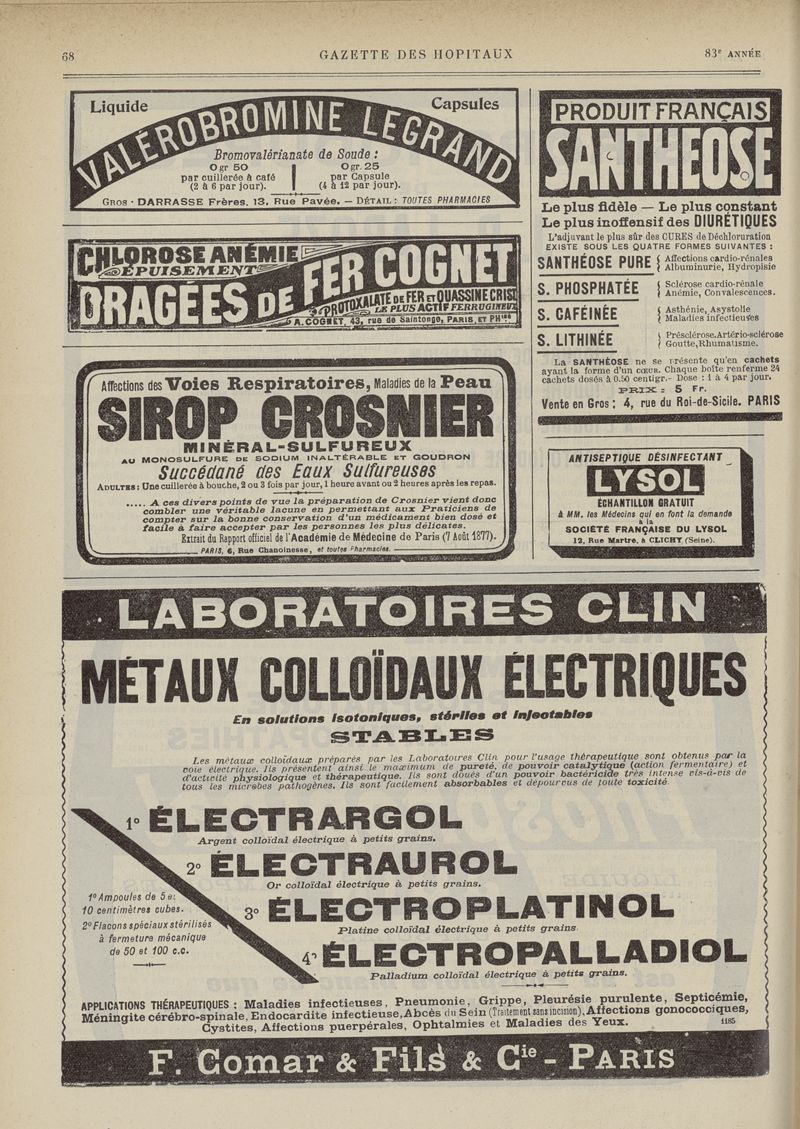 68
GAZETTE DES HOPITAUX
83e ANNÉE
Liquide
Capsules
VALÉROBROMINE LEGRAND
Bromovalérianate de Soude :
0 gr 50
par cuillerée à café
(2 à 6 par jour).
0 gr. 25
par Capsule
(4 à 12 par jour).
GROS · DARRASSE Frères, 13, Rue Pavée. — DÉTAIL : TOUTES PHARMACIES
CHLOROSE ANÉMIE
ÉPUISEMENT
DRAGÉES DE FER COGNET
PROTOXALATE DE FER ET QUASSINE CRIST
LE PLUS ACTIF FERRUGINEUX
A. COGNET, 43, rue de Saintonge, PARIS, ET PHies
Affections des Voies Respiratoires, Maladies de la Peau
SIROP CROSNIER
MINÉRAL-SULFUREUX
AU MONOSULFURE DE SODIUM INALTÉRABLE ET GOUDRON
Succédané des Eaux Sulfureuses
ADULTES : Une cuillerée à bouche, 2 ou 3 fois par jour, 1 heure avant ou 2 heures après les repas.
..... A ces divers points de vue la préparation de Crosnier vient donc
combler une véritable lacune en permettant aux Praticiens de
compter sur la bonne conservation d'un médicament bien dosé et
facile à faire accepter par les personnes les plus délicates.
Extrait du Rapport officiel de l'Académie de Médecine de Paris (7 Août 1877).
PARIS, 6, Rue Chanoinesse, et toutes Pharmacies.
PRODUIT FRANÇAIS
SANTHEOSE
Le plus fidèle — Le plus constant
Le plus inoffensif des DIURÉTIQUES
L'adjuvant le plus sûr des CURES de Déchloruration
EXISTE SOUS LES QUATRE FORMES SUIVANTES :
SANTHÉOSE PURE { Affections cardio-rénales
Albuminurie, Hydropisie
S. PHOSPHATÉE { Sclérose cardio-rénale
Anémie, Convalescences.
S. CAFÉINÉE { Asthénie, Asystolie
Maladies infectieuses
S. LITHINÉE { Présclérose. Artério-sclérose
Goutte, Rhumatisme.
La SANTHÉOSE ne se présente qu'en cachets
ayant la forme d'un cœur. Chaque boîte renferme 24
cachets dosés à 0.50 centigr. - Dose : 1 à 4 par jour.
PRIX : 5 Fr.
Vente en Gros : 4, rue du Roi-de-Sicile. PARIS
ANTISEPTIQUE DÉSINFECTANT
LYSOL
ÉCHANTILLON GRATUIT
à MM. les Médecins qui en font la demande
à la
SOCIÉTÉ FRANÇAISE DU LYSOL
12, Rue Martre, à CLICHY (Seine).
LABORATOIRES CLIN
MÉTAUX COLLOÏDAUX ÉLECTRIQUES
En solutions isotoniques, stériles et injectables
STABLES
Les métaux colloïdaux préparés par les Laboratoires Clin pour l'usage thérapeutique sont obtenus par la
voie électrique. Ils présentent ainsi le maximum de pureté, de pouvoir catalytique (action fermentaire) et
d'activité physiologique et thérapeutique. Ils sont doués d'un pouvoir bactéricide très intense vis-à-vis de
tous les microbes pathogènes. Ils sont facilement absorbables et dépourvus de toute toxicité.
1° ÉLECTRARGOL
Argent colloïdal électrique à petits grains.
2° ÉLECTRAUROL
Or colloïdal électrique à petits grains.
3° ÉLECTROPLATINOL
Platine colloïdal électrique à petits grains.
4° ÉLECTROPALLADIOL
Palladium colloïdal électrique à petits grains.
1° Ampoules de 5 et
10 centimètres cubes.
2° Flacons spéciaux stérilisés
à fermeture mécanique
de 50 et 100 c.c.
APPLICATIONS THÉRAPEUTIQUES : Maladies infectieuses, Pneumonie, Grippe, Pleurésie purulente, Septicémie,
Méningite cérébro-spinale, Endocardite infectieuse, Abcès du Sein (Traitement sans incision), Affections gonococciques,
Cystites, Affections puerpérales, Ophtalmies et Maladies des Yeux.
1185
F. Comar & Fils & Cie - PARIS